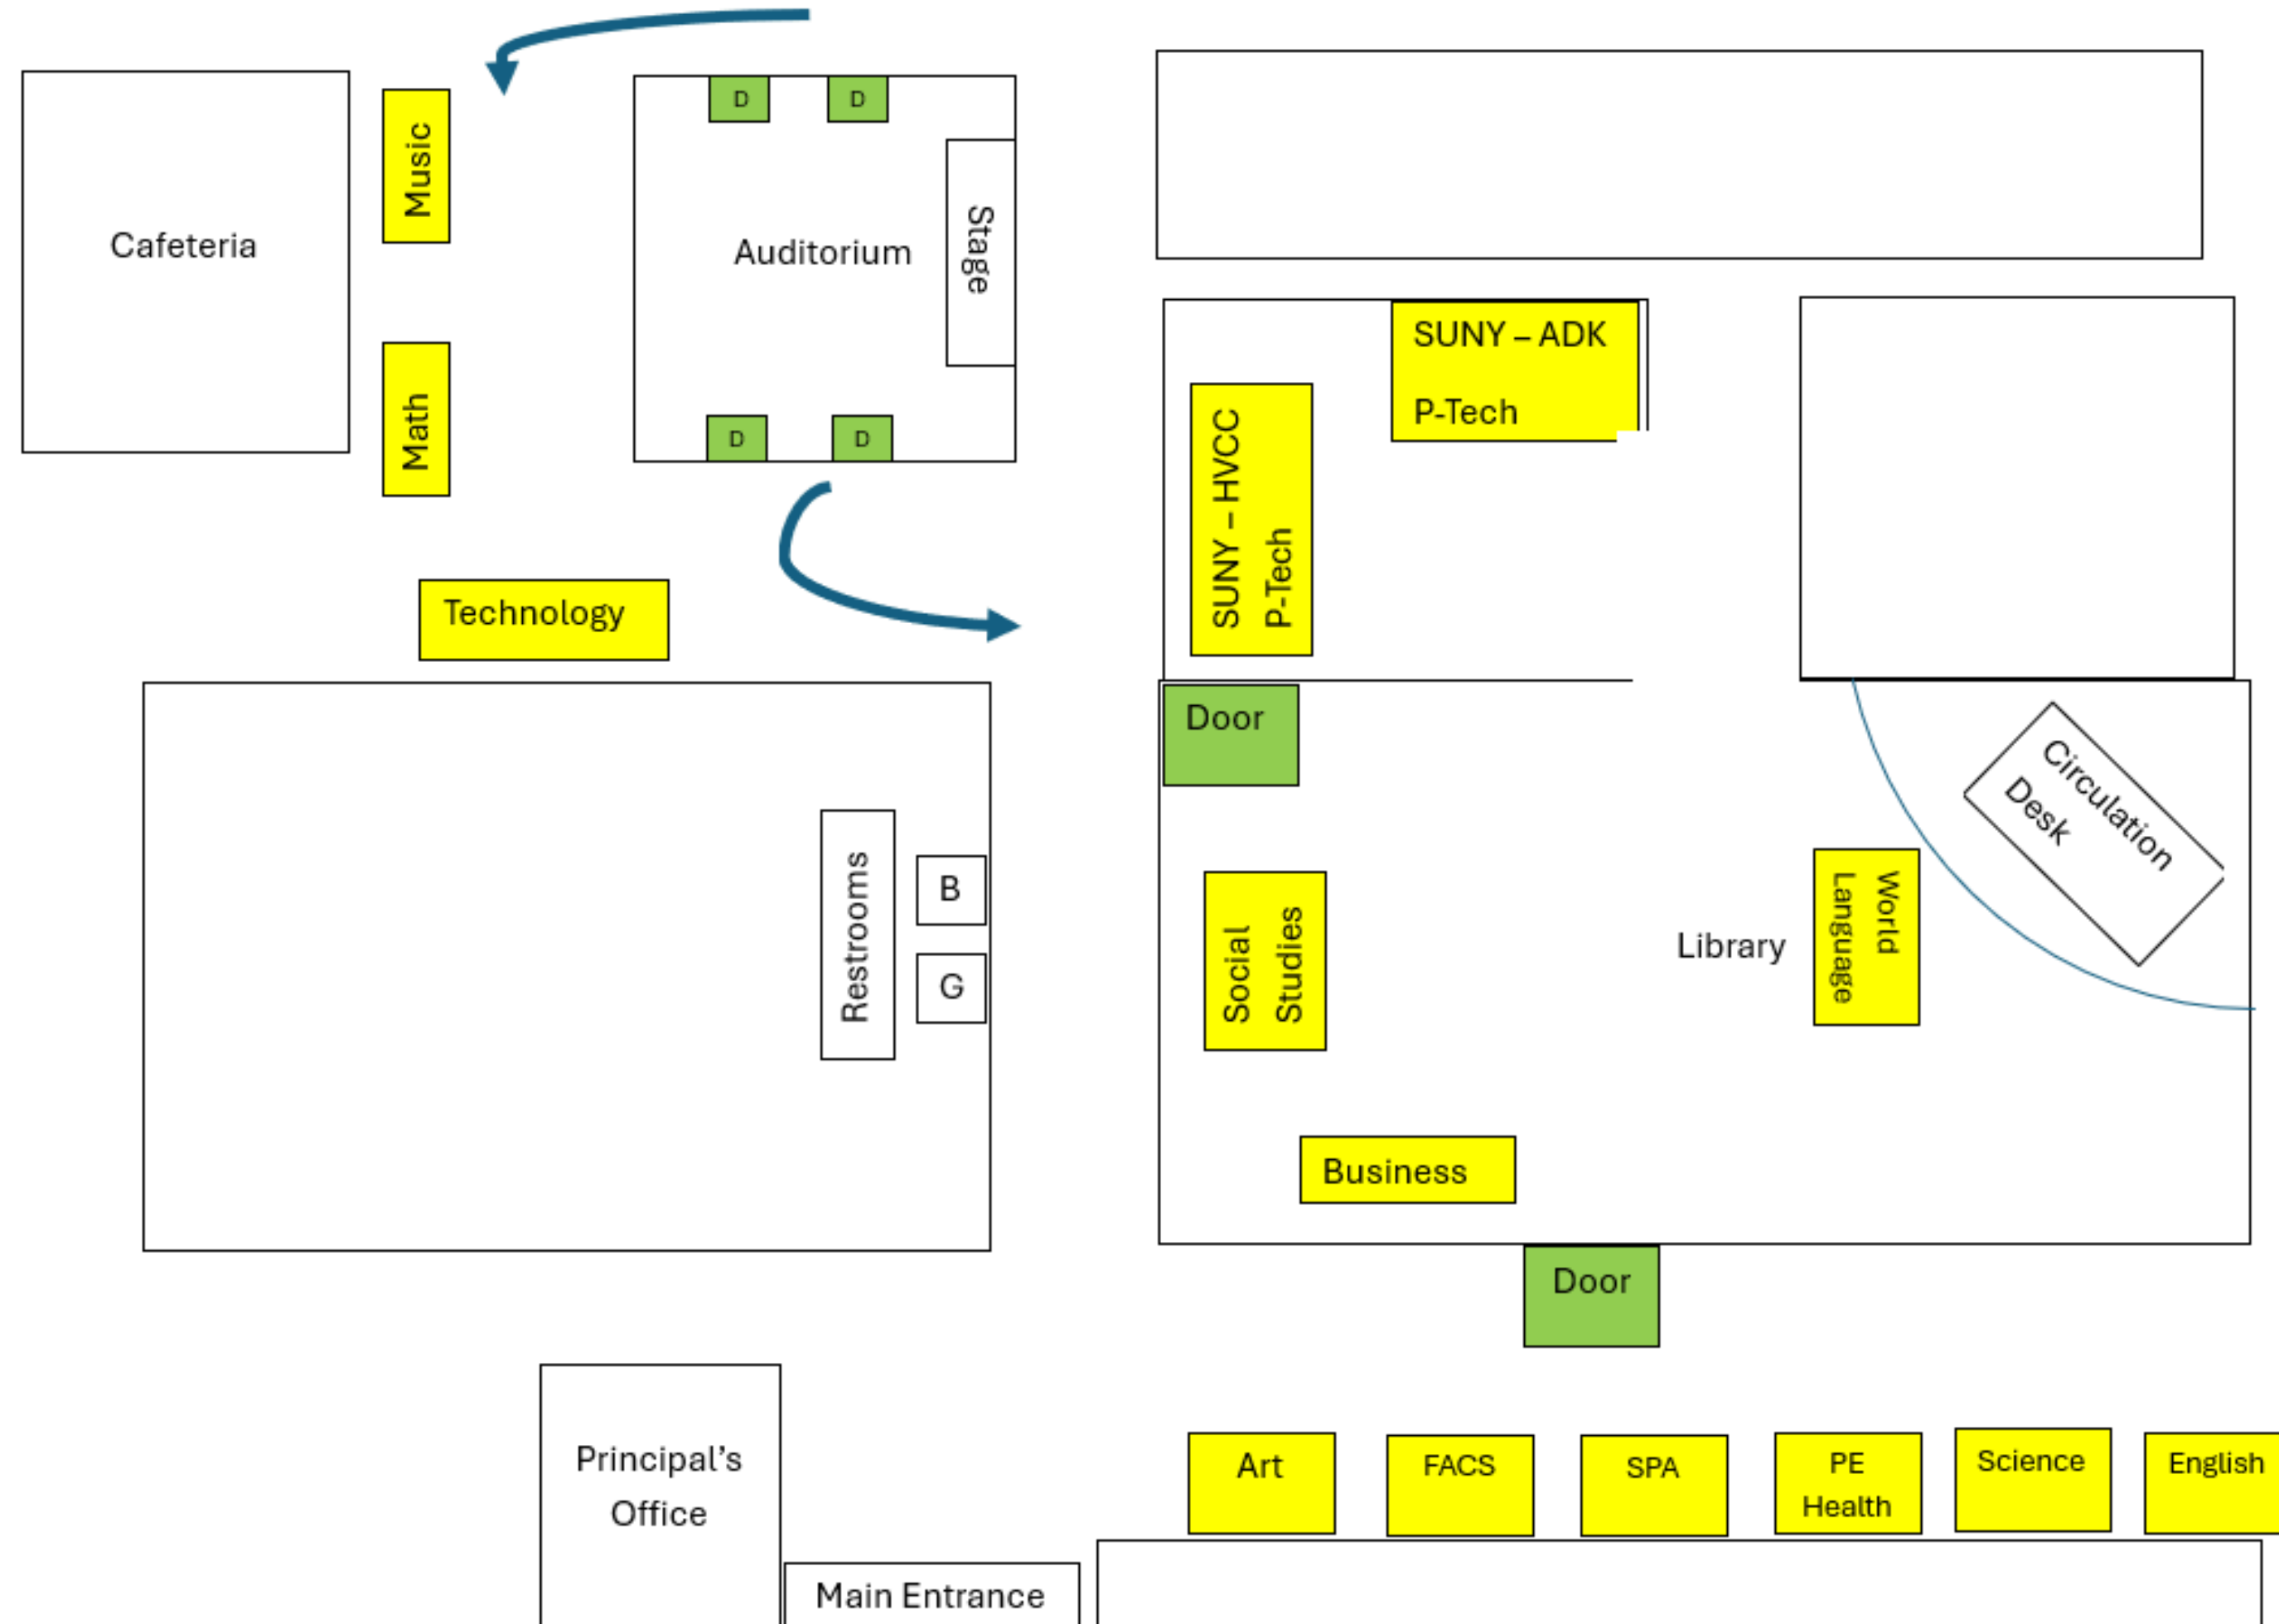 D
D
Music
Cafeteria
Auditorium
Stage
SUNY – ADK
P-Tech
Math
D
D
SUNY – HVCC
P-Tech
Technology
Door
Circulation
Desk
Restrooms
B
G
Social
Studies
Library
World
Language
Business
Door
Principal’s
Office
Art
FACS
SPA
PE
Health
Science
English
Main Entrance